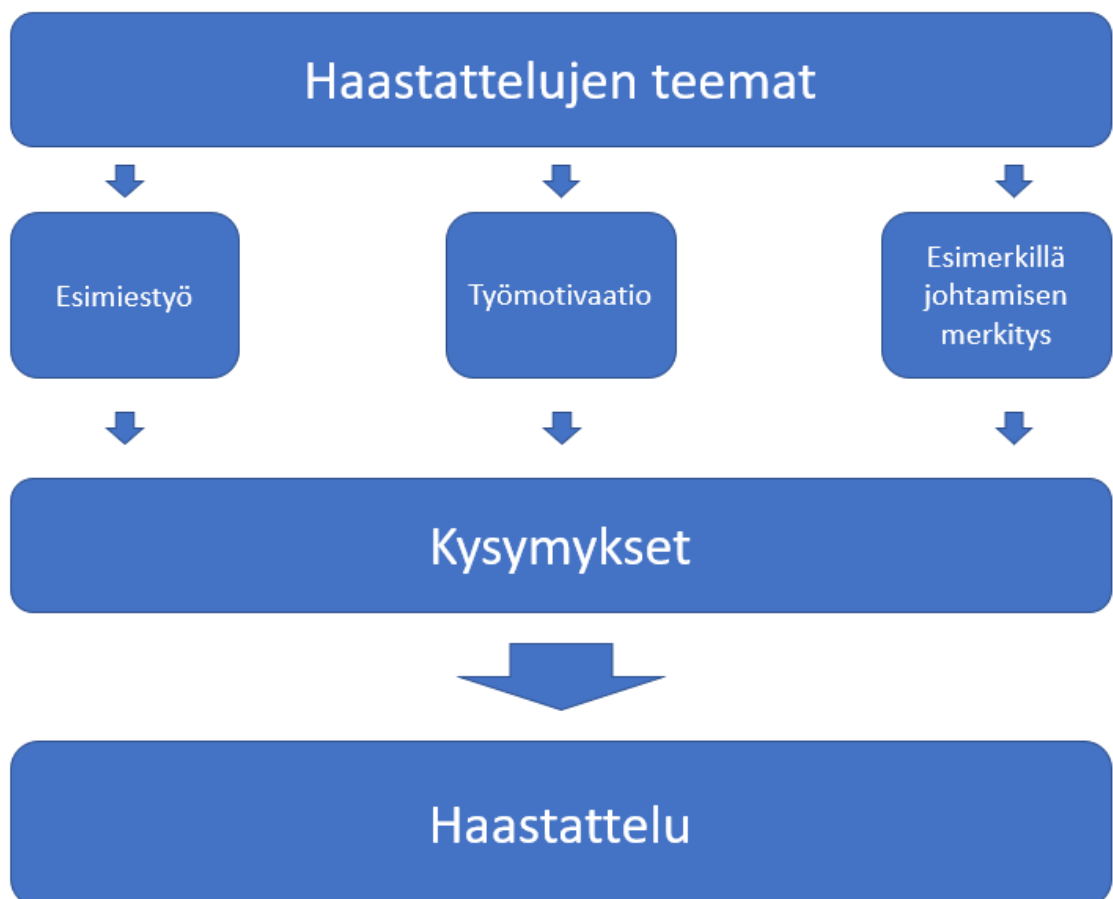 Haastattelujen teemat
Esimiestyö
Työmotivaatio
Esimerkillä
johtamisen
merkitys
Kysymykset
Haastattelu